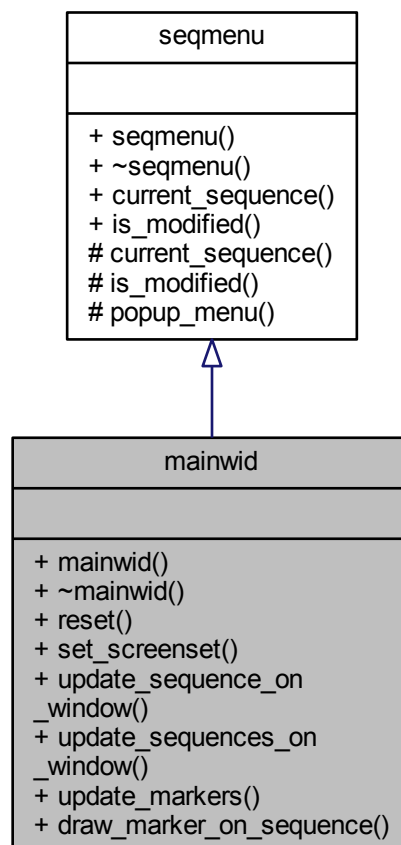 seqmenu
+ seqmenu()
+ ~seqmenu()
+ current_sequence()
+ is_modified()
# current_sequence()
# is_modified()
# popup_menu()
mainwid
+ mainwid()
+ ~mainwid()
+ reset()
+ set_screenset()
+ update_sequence_on
_window()
+ update_sequences_on
_window()
+ update_markers()
+ draw_marker_on_sequence()